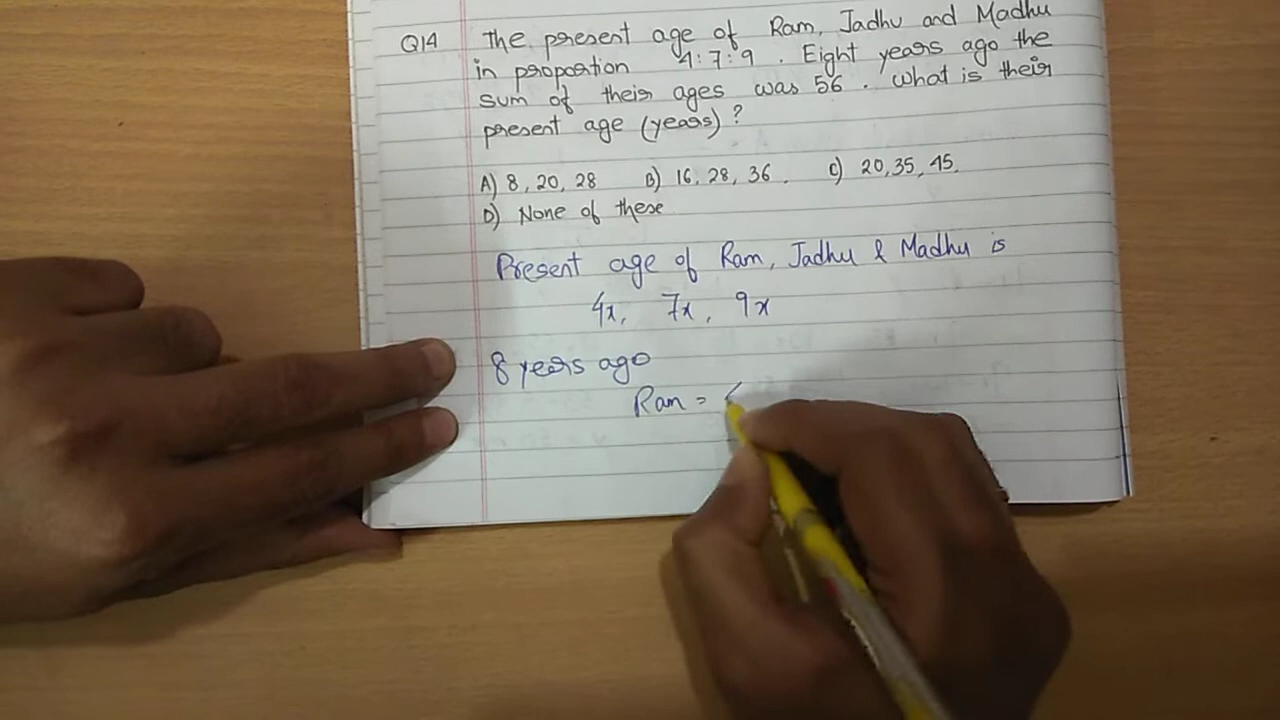 Q14 The present age of Ram, Jadhu and Madhu
in proportion 4:7:9. Eight years ago the
sum of their ages was 56. What is their
present age (years)?
A) 8, 20, 28 B) 16, 28, 36. C) 20, 35, 45.
D) None of these
Present age of Ram, Jadhu & Madhu is
4x, 7x, 9x
8 years ago
Ram =